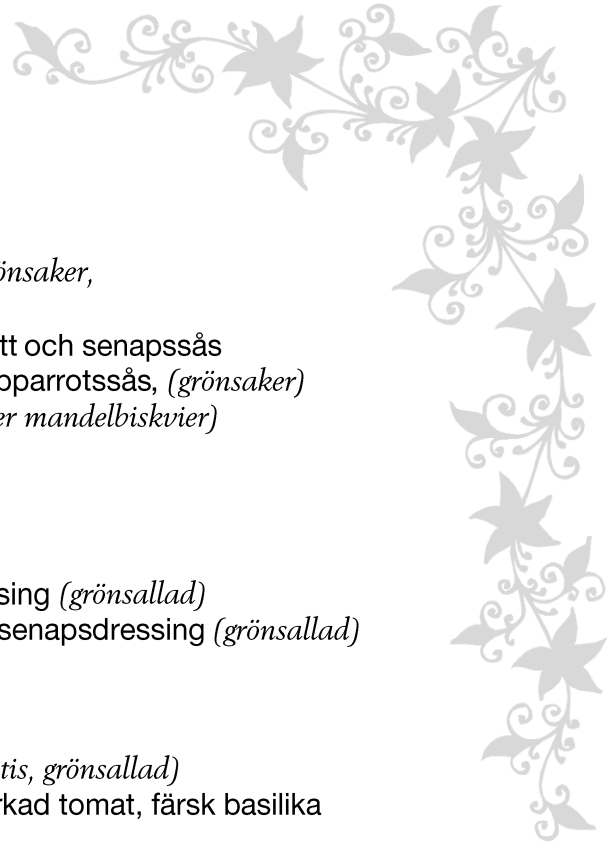 önsaker,
tt och senapssås
pparrotssås, (grönsaker)
er mandelbiskvier)
sing (grönsallad)
senapsdressing (grönsallad)
tis, grönsallad)
rkad tomat, färsk basilika